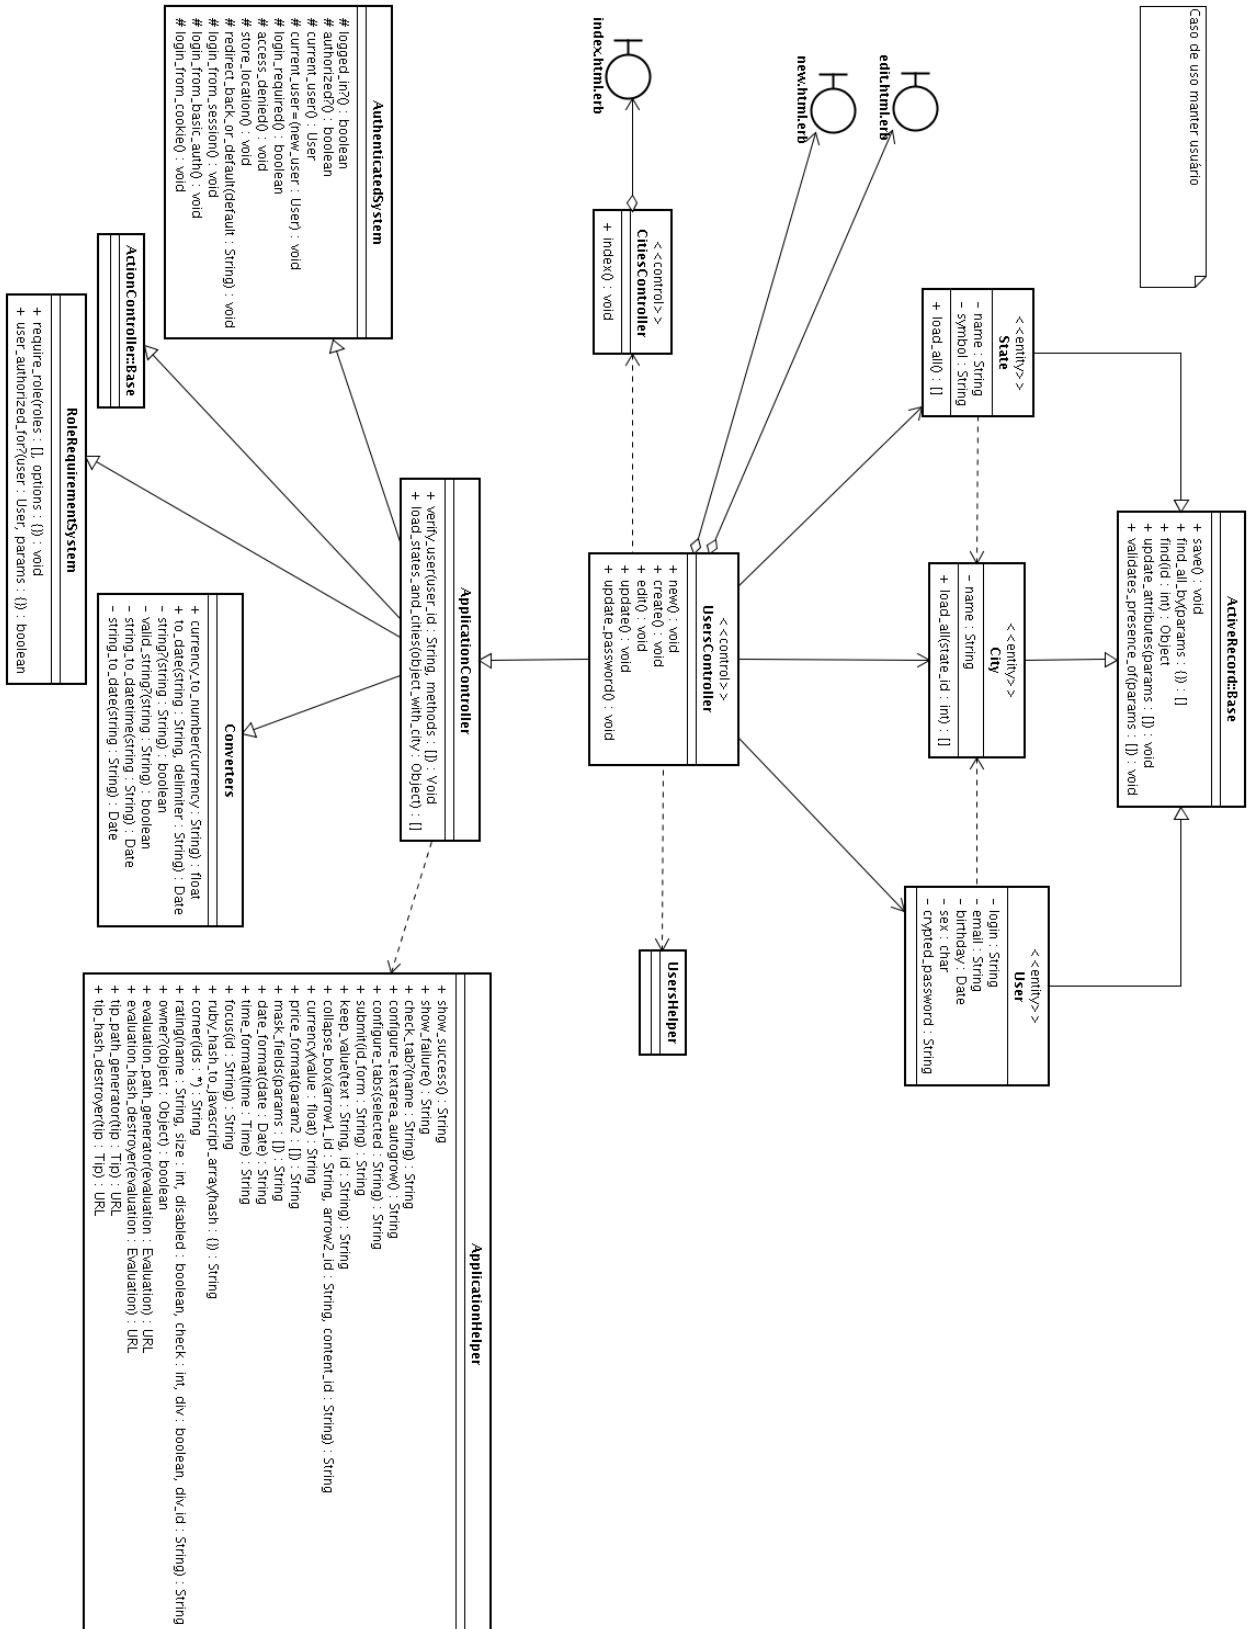 Caso de uso manter usuário
ActiveRecord::Base
+ save() : void
+ find_all_by(params : {}) : []
+ find(id : int) : Object
+ update_attributes(params : []) : void
+ validates_presence_of(params : []) : void
edit.html.erb
new.html.erb
index.html.erb
<<entity>>
State
- name : String
- symbol : String
+ load_all() : []
<<entity>>
City
- name : String
+ load_all(state_id : int) : []
<<entity>>
User
- login : String
- email : String
- birthday : Date
- sex : char
- crypted_password : String
<<control>>
CitiesController
+ index() : void
<<control>>
UsersController
+ new() : void
+ create() : void
+ edit() : void
+ update() : void
+ update_password() : void
UsersHelper
ApplicationController
+ verify_user(user_id : String, methods : []) : Void
+ load_states_and_cities(object_with_city : Object) : []
AuthenticatedSystem
# logged_in?() : boolean
# authorized?() : boolean
# current_user() : User
# current_user=(new_user : User) : void
# login_required() : boolean
# access_denied() : void
# store_location() : void
# redirect_back_or_default(default : String) : void
# login_from_session() : void
# login_from_basic_auth() : void
# login_from_cookie() : void
ActionController::Base
RoleRequirementSystem
+ require_role(roles : [], options : {}) : void
+ user_authorized_for?(user : User, params : {}) : boolean
Converters
+ currency_to_number(currency : String) : float
+ to_date(string : String, delimiter : String) : Date
- string?(string : String) : boolean
- valid_string?(string : String) : boolean
- string_to_datetime(string : String) : Date
- string_to_date(string : String) : Date
ApplicationHelper
+ show_success() : String
+ show_failure() : String
+ check_tab?(name : String) : String
+ configure_textarea_autogrow() : String
+ configure_tabs(selected : String) : String
+ submit(id_form : String) : String
+ keep_value(text : String, id : String) : String
+ collapse_box(arrow1_id : String, arrow2_id : String, content_id : String) : String
+ currency(value : float) : String
+ price_format(param2 : []) : String
+ mask_fields(params : []) : String
+ date_format(date : Date) : String
+ time_format(time : Time) : String
+ focus(id : String) : String
+ ruby_hash_to_javascript_array(hash : {}) : String
+ corner(ids : *) : String
+ rating(name : String, size : int, disabled : boolean, check : int, div : boolean, div_id : String) : String
+ owner?(object : Object) : boolean
+ evaluation_path_generator(evaluation : Evaluation) : URL
+ evaluation_hash_destroyer(evaluation : Evaluation) : URL
+ tip_path_generator(tip : Tip) : URL
+ tip_hash_destroyer(tip : Tip) : URL